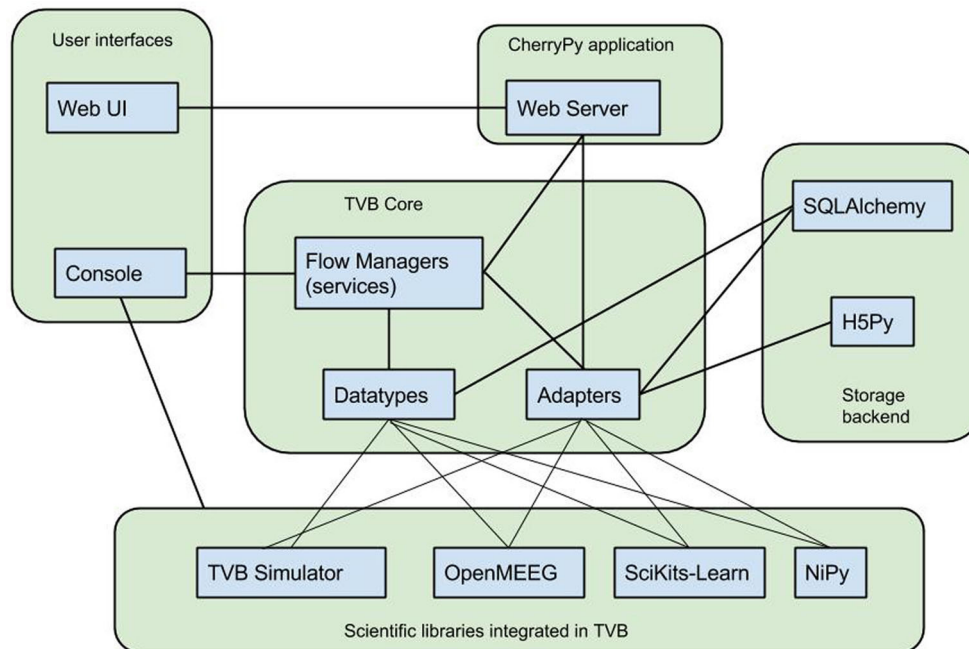 User interfaces
Web UI
Console
CherryPy application
Web Server
TVB Core
Flow Managers
(services)
Datatypes
Adapters
SQLAlchemy
H5Py
Storage
backend
TVB Simulator
OpenMEEG
SciKits-Learn
NiPy
Scientific libraries integrated in TVB